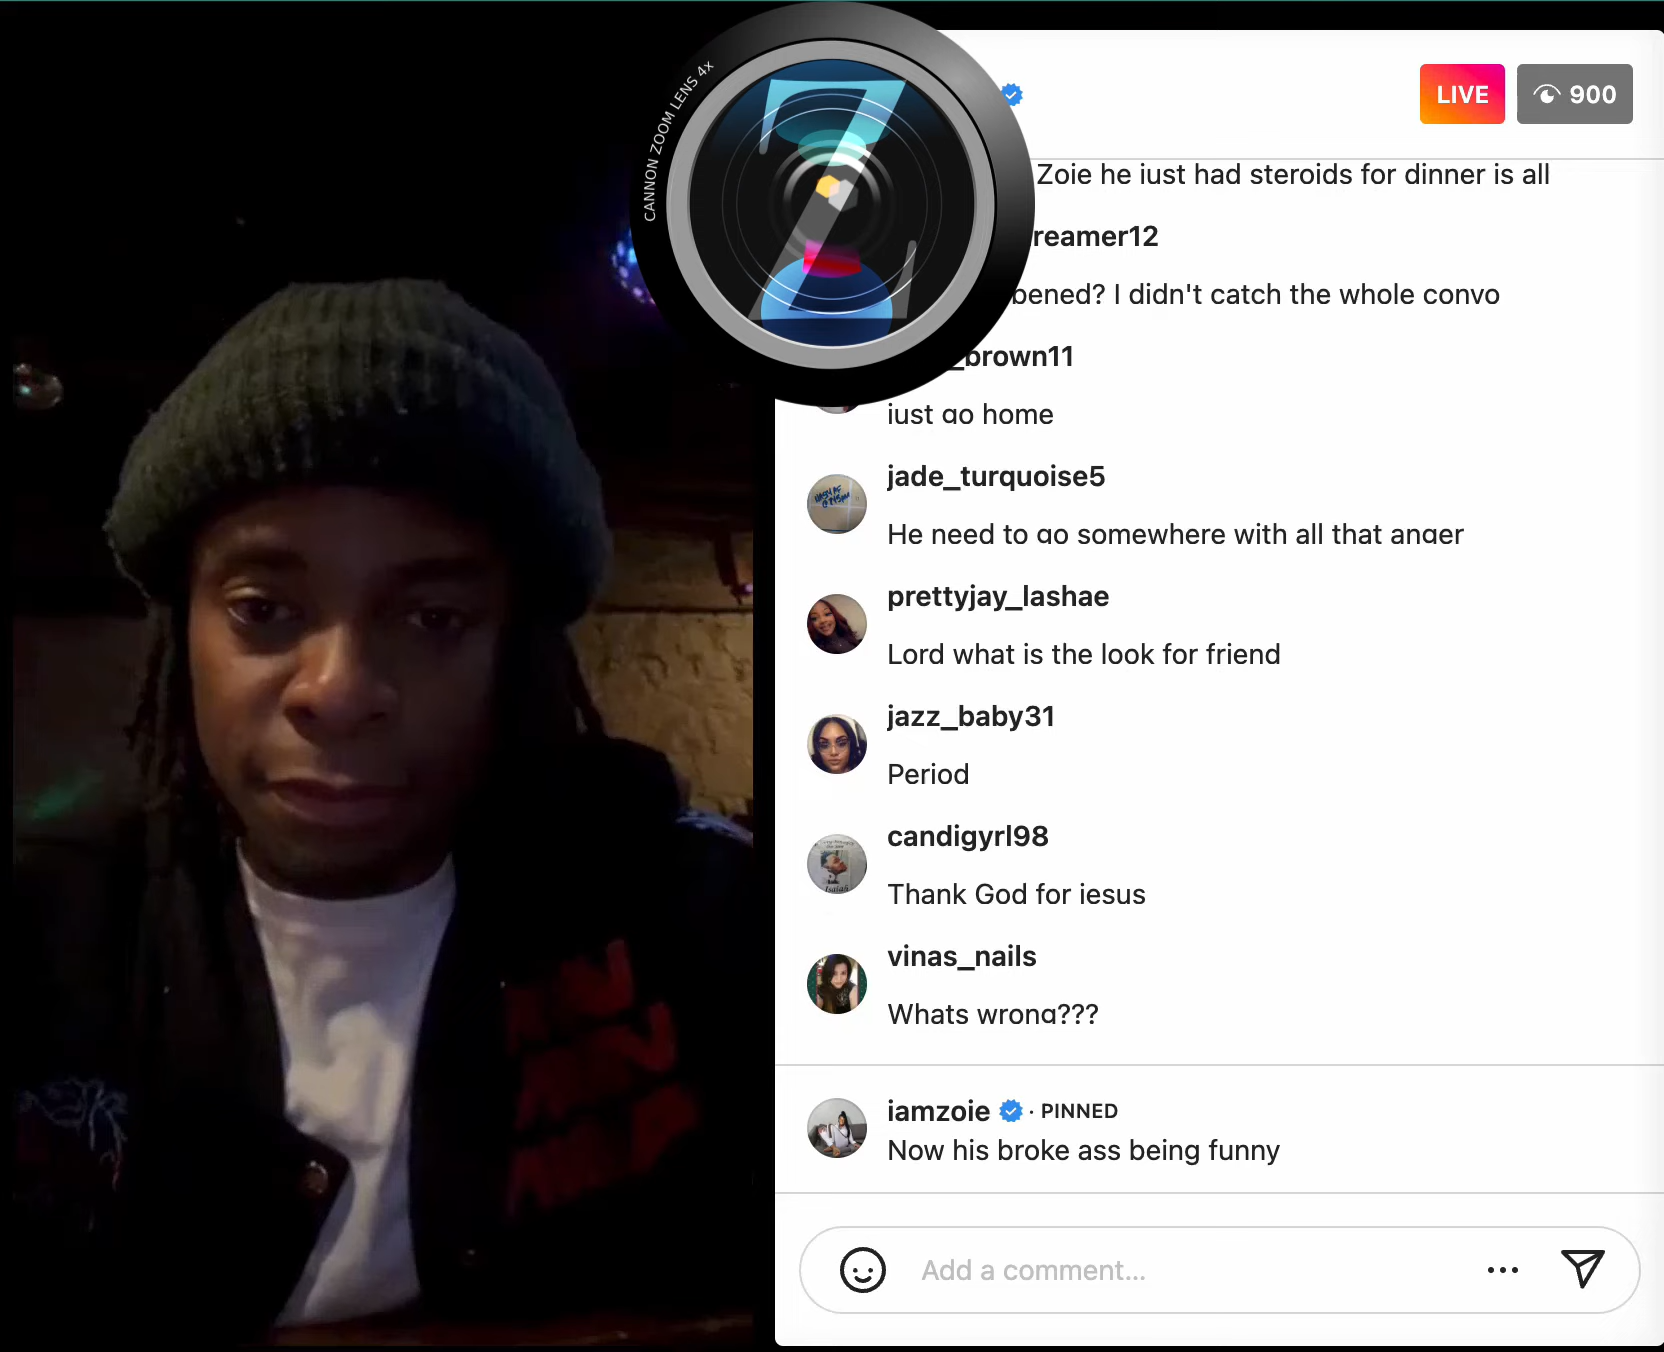 CANNON ZOOM LENS 4x
Z
LIVE
900
Zoie he just had steroids for dinner is all
reamer12
pened? I didn't catch the whole convo
_brown11
just go home
jade_turquoise5
He need to go somewhere with all that anger
prettyjay_lashae
Lord what is the look for friend
jazz_baby31
Period
candigyrl98
Thank God for jesus
vinas_nails
Whats wrong???
iamzoie · PINNED
Now his broke ass being funny
Add a comment...